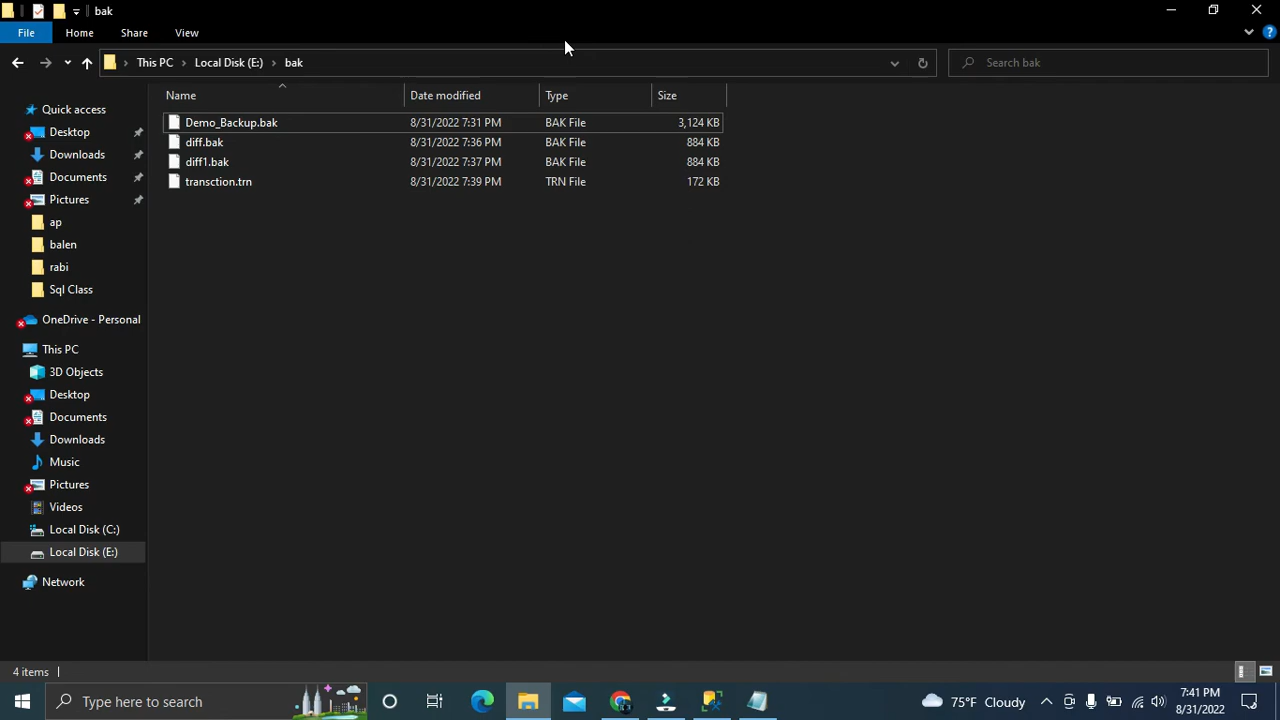 bak
File Home Share View
This PC Local Disk (E:) bak
Search bak
Name Date modified Type Size
Demo_Backup.bak 8/31/2022 7:31 PM BAK File 3,124 KB
diff.bak 8/31/2022 7:36 PM BAK File 884 KB
diff1.bak 8/31/2022 7:37 PM BAK File 884 KB
transction.trn 8/31/2022 7:39 PM TRN File 172 KB
Quick access
Desktop
Downloads
Documents
Pictures
ap
balen
rabi
Sql Class
OneDrive - Personal
This PC
3D Objects
Desktop
Documents
Downloads
Music
Pictures
Videos
Local Disk (C:)
Local Disk (E:)
Network
4 items
Type here to search
75°F Cloudy
7:41 PM
8/31/2022